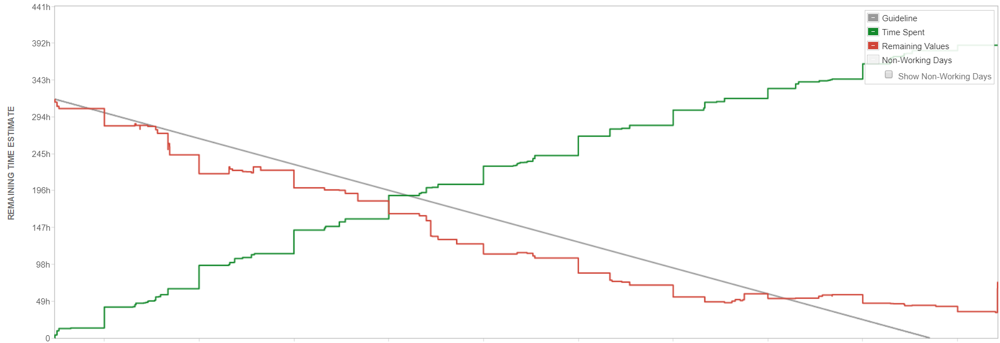 441h
392h
343h
294h
245h
196h
147h
98h
49h
0
REMAINING TIME ESTIMATE
Guideline
Time Spent
Remaining Values
Non-Working Days
Show Non-Working Days